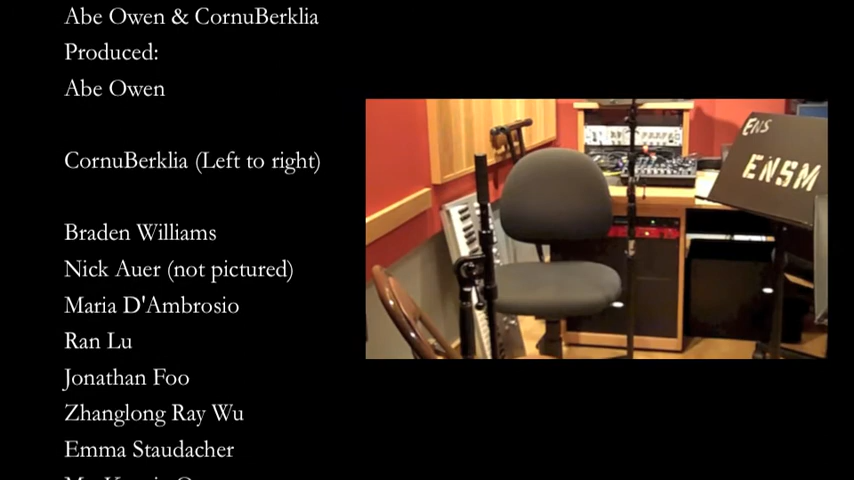 Abe Owen & CornuBerklia
Produced:
Abe Owen
CornuBerklia (Left to right)
Braden Williams
Nick Auer (not pictured)
Maria D'Ambrosio
Ran Lu
Jonathan Foo
Zhanglong Ray Wu
Emma Staudacher
ENS
ENSM